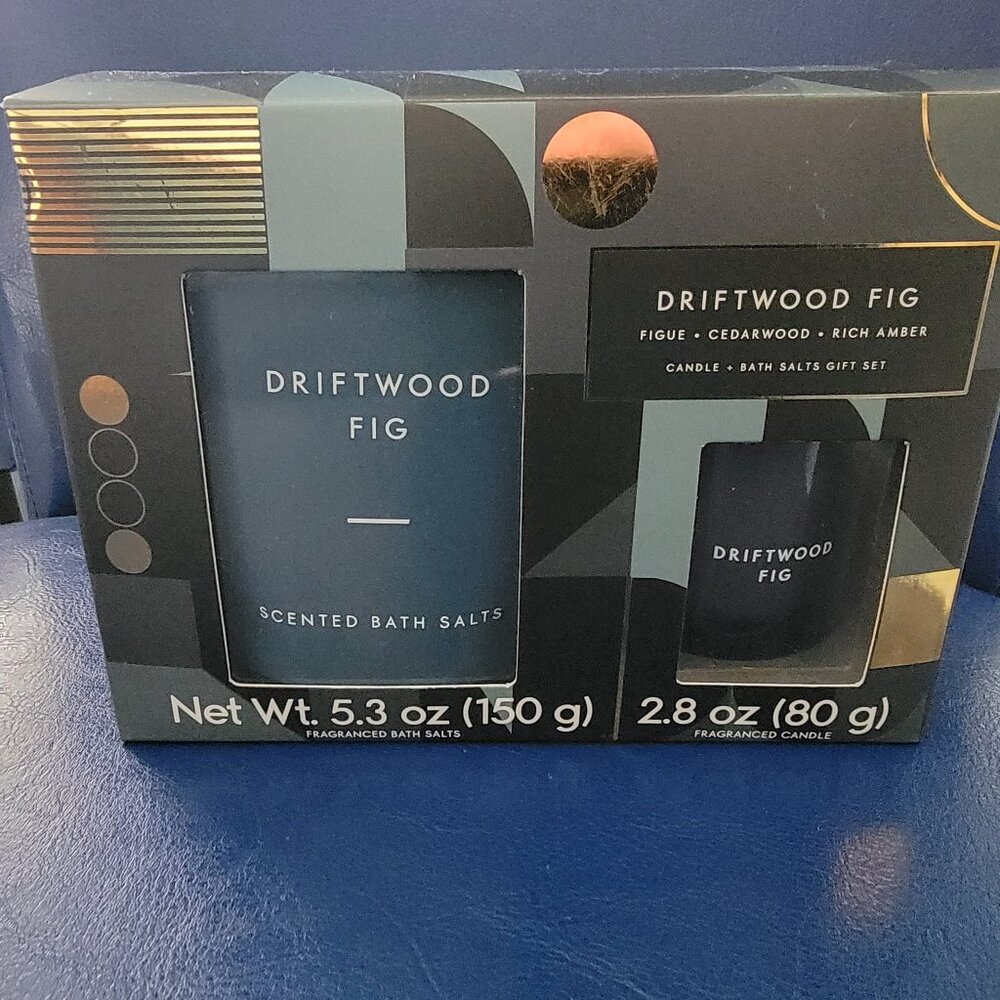 DRIFTWOOD
FIG
SCENTED BATH SALTS
DRIFTWOOD FIG
FIGUE • CEDARWOOD • RICH AMBER
CANDLE + BATH SALTS GIFT SET
DRIFTWOOD
FIG
Net Wt. 5.3 oz (150 g)
FRAGRANCED BATH SALTS
2.8 oz (80 g)
FRAGRANCED CANDLE